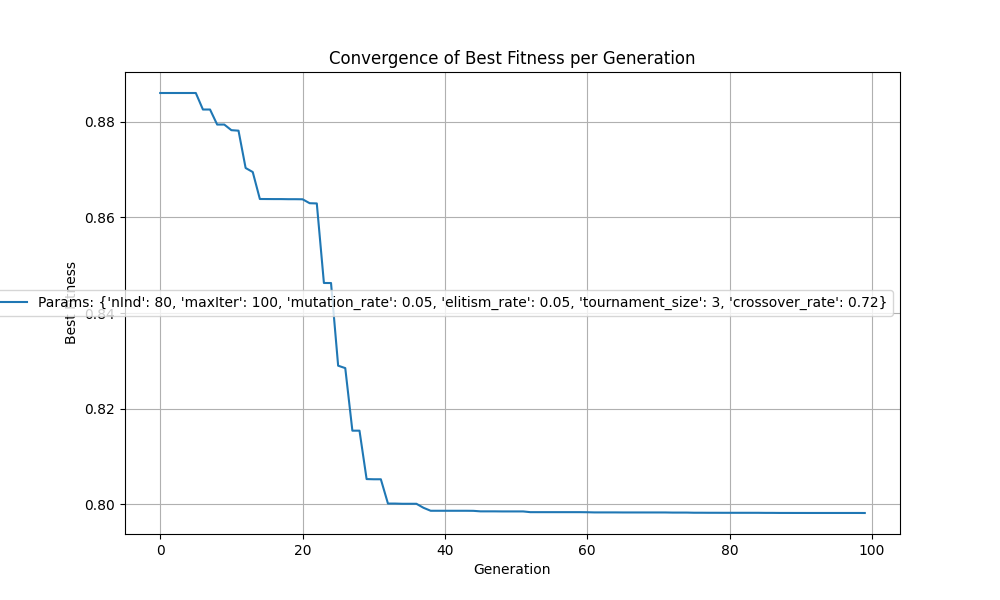 Convergence of Best Fitness per Generation
0.88
0.86
0.84
0.82
0.80
Best
Params: {'nInd': 80, 'maxIter': 100, 'mutation_rate': 0.05, 'elitism_rate': 0.05, 'tournament_size': 3, 'crossover_rate': 0.72}
0 20 40 60 80 100
Generation